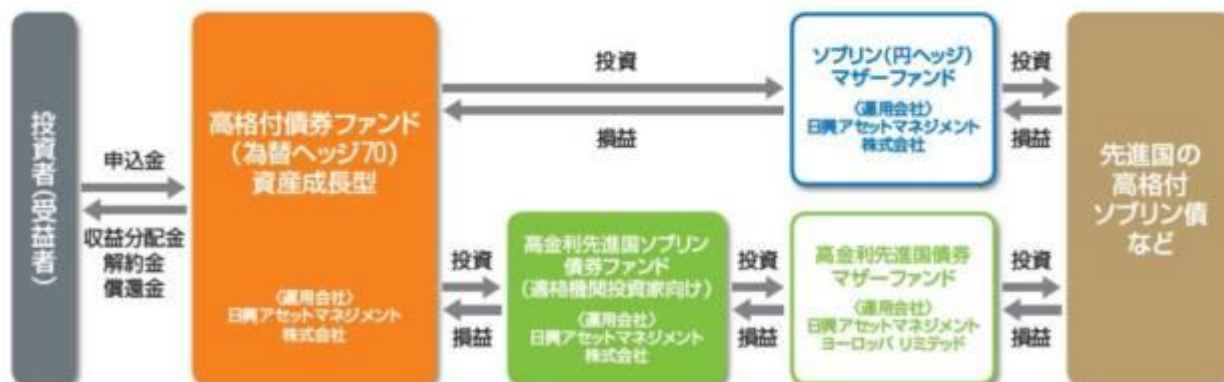 投資者(受益者)
申込金
収益分配金
解約金
償還金
高格付債券ファンド
(為替ヘッジ70)
資産成長型
〈運用会社〉
日興アセットマネジメント
株式会社
投資
損益
ソブリン(円ヘッジ)
マザーファンド
〈運用会社〉
日興アセットマネジメント
株式会社
投資
損益
投資
損益
高金利先進国ソブリン
債券ファンド
(適格機関投資家向け)
〈運用会社〉
日興アセットマネジメント
株式会社
投資
損益
高金利先進国債券
マザーファンド
〈運用会社〉
日興アセットマネジメント
ヨーロッパ リミテッド
投資
損益
先進国の
高格付
ソブリン債
など